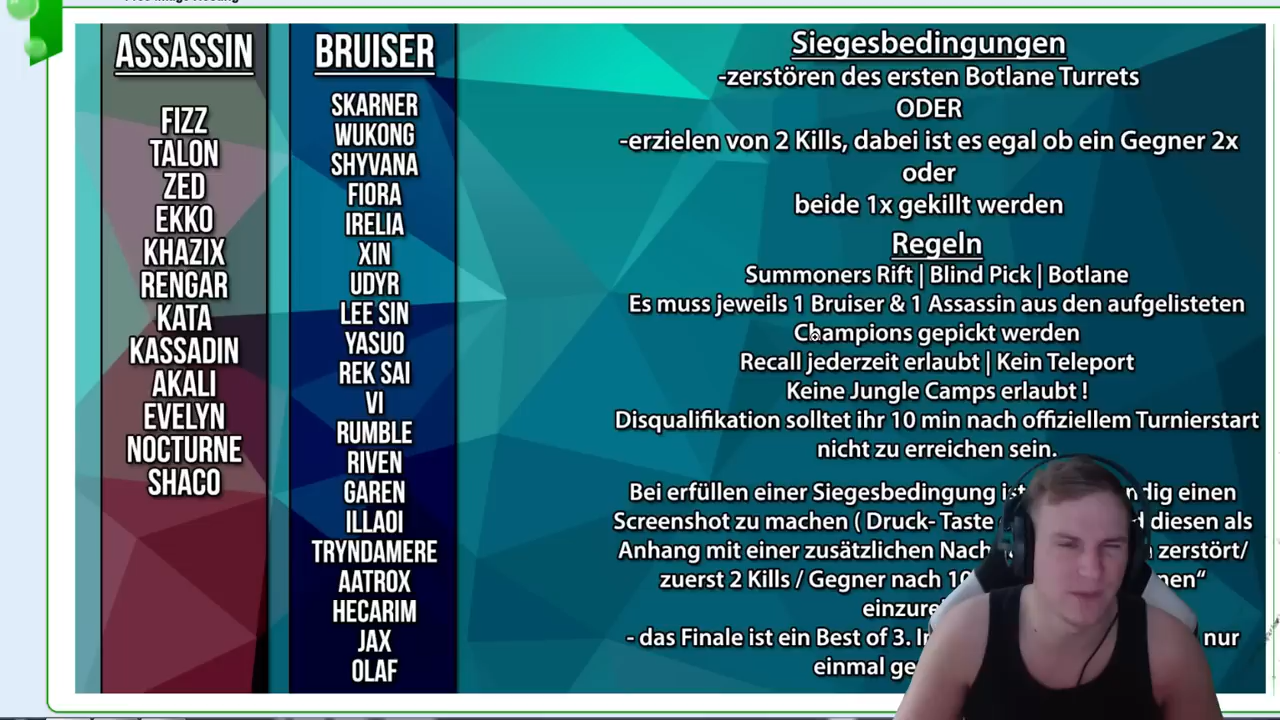 ASSASSIN
FIZZ
TALON
ZED
EKKO
KHAZIX
RENGAR
KATA
KASSADIN
AKALI
EVELYN
NOCTURNE
SHACO
BRUISER
SKARNER
WUKONG
SHYVANA
FIORA
IRELIA
XIN
UDYR
LEE SIN
YASUO
REK SAI
VI
RUMBLE
RIVEN
GAREN
ILLAOI
TRYNDAMERE
AATROX
HECARIM
JAX
OLAF
Siegesbedingungen
-zerstören des ersten Botlane Turrets
ODER
-erzielen von 2 Kills, dabei ist es egal ob ein Gegner 2x
oder
beide 1x gekillt werden
Regeln
Summoners Rift | Blind Pick | Botlane
Es muss jeweils 1 Bruiser & 1 Assassin aus den aufgelisteten
Champions gepickt werden
Recall jederzeit erlaubt | Kein Teleport
Keine Jungle Camps erlaubt !
Disqualifikation solltet ihr 10 min nach offiziellem Turnierstart
nicht zu erreichen sein.
Bei erfüllen einer Siegesbedingung einen
Screenshot zu machen ( Druck- Taste diesen als
Anhang mit einer zusätzlichen zerstört/
zuerst 2 Kills / Gegner nach
- das Finale ist ein Best of 3. nur
einmal